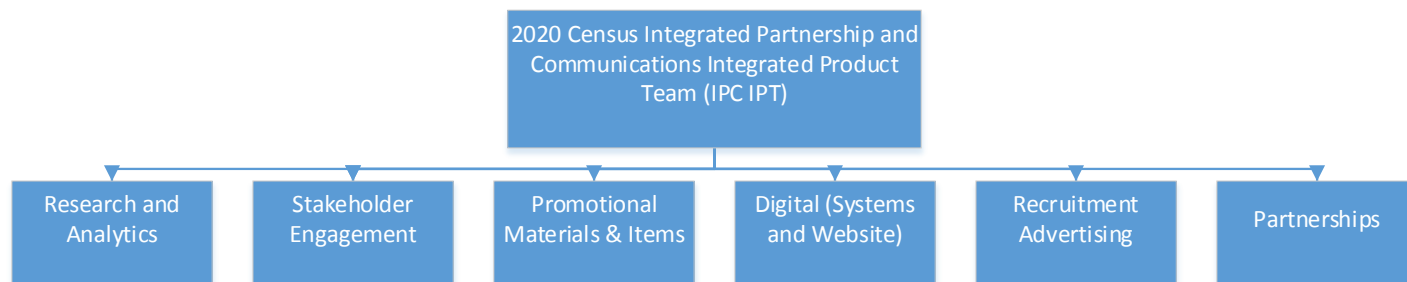 2020 Census Integrated Partnership and
Communications Integrated Product
Team (IPC IPT)
Research and
Analytics
Stakeholder
Engagement
Promotional
Materials & Items
Digital (Systems
and Website)
Recruitment
Advertising
Partnerships